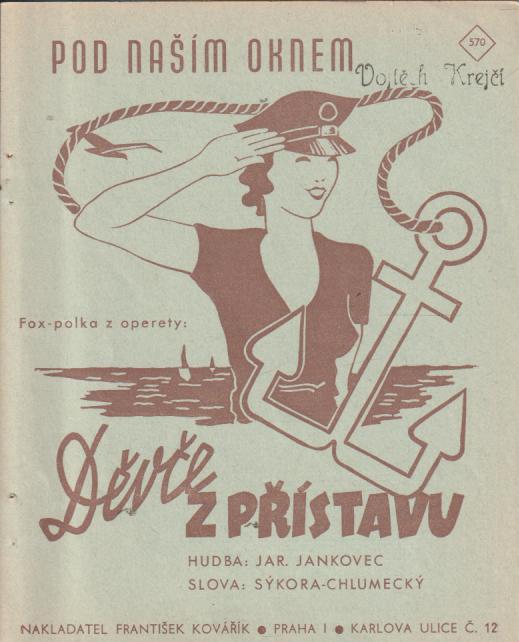 POD NAŠÍM OKNEM
570
Vojtěch Krejčí
Fox-polka z operety:
Děvče
Z PŘÍSTAVU
HUDBA: JAR. JANKOVEC
SLOVA: SÝKORA-CHLUMECKÝ
NAKLADATEL FRANTIŠEK KOVÁŘÍK ● PRAHA I ● KARLOVA ULICE Č. 12